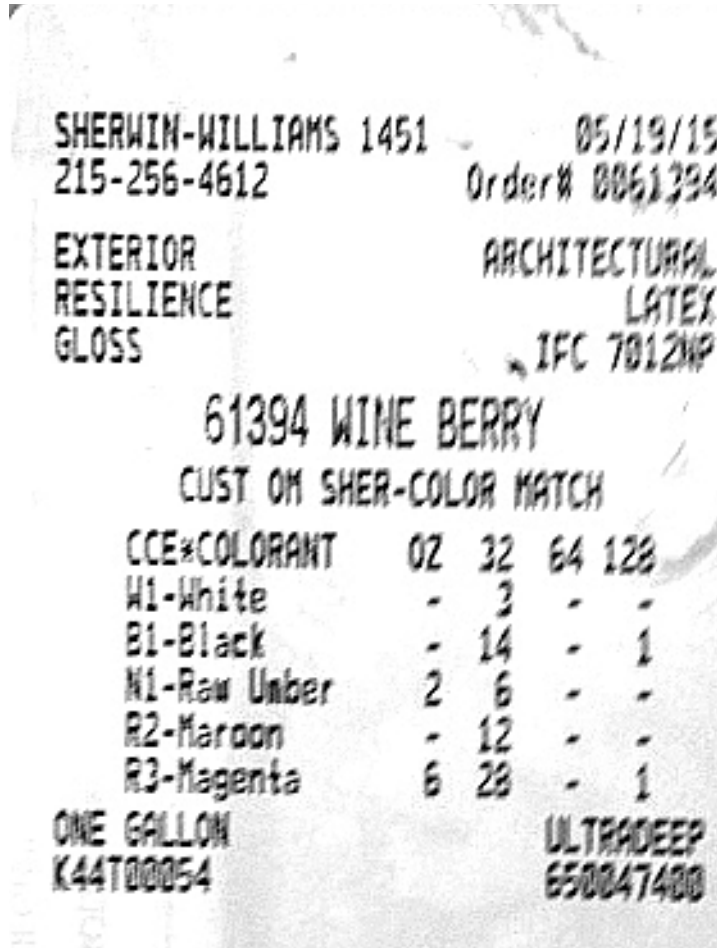 SHERWIN-WILLIAMS 1451 05/19/15
215-256-4612 Order# 0061394
EXTERIOR ARCHITECTURAL
RESILIENCE LATEX
GLOSS IFC 7012NP
61394 WINE BERRY
CUST OM SHER-COLOR MATCH
CCE*COLORANT OZ 32 64 128
W1-White - 3 - -
B1-Black - 14 - 1
N1-Raw Umber 2 6 - -
R2-Maroon - 12 - -
R3-Magenta 6 28 - 1
ONE GALLON ULTRADEEP
K44T00054 650047400